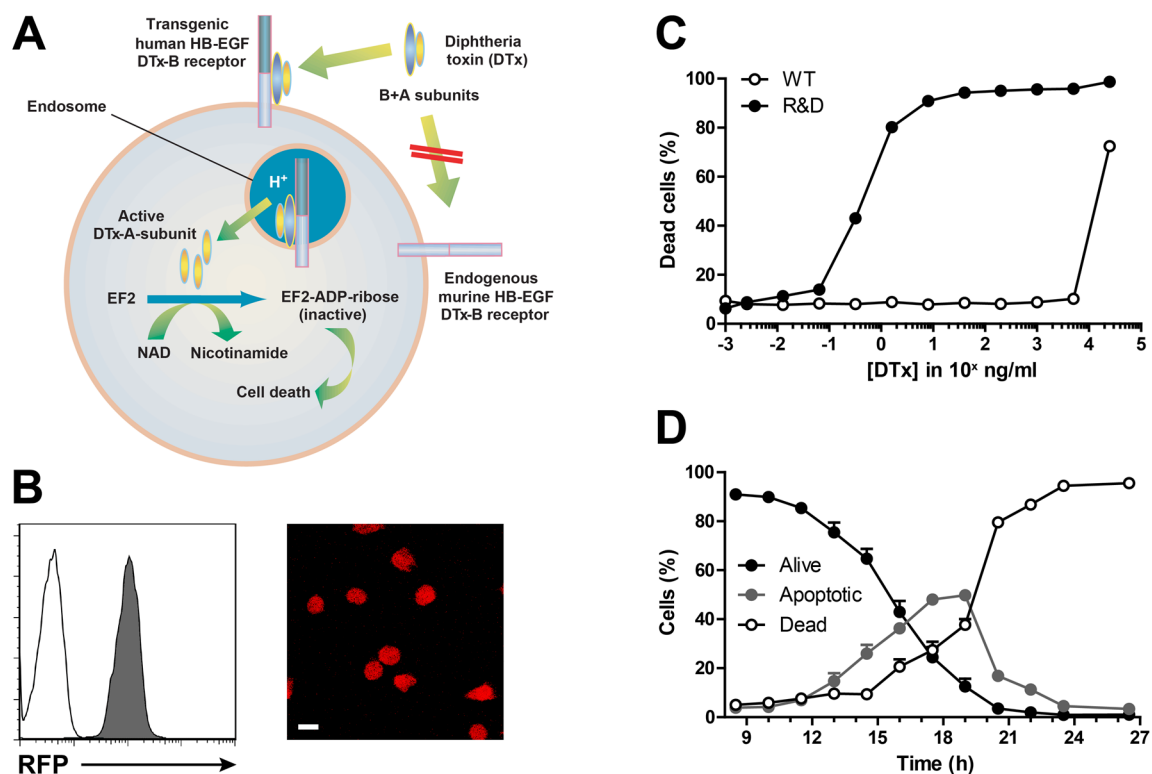 A
Transgenic
human HB-EGF
DTx-B receptor
Diphtheria
toxin (DTx)
B+A subunits
Endosome
H+
Active
DTx-A-subunit
EF2
EF2-ADP-ribose
(inactive)
NAD
Nicotinamide
Cell death
Endogenous
murine HB-EGF
DTx-B receptor
B
RFP
C
WT
R&D
Dead cells (%)
100
80
60
40
20
0
-3
-2
-1
0
1
2
3
4
5
[DTx] in 10ˣ ng/ml
D
Alive
Apoptotic
Dead
Cells (%)
100
80
60
40
20
0
9
12
15
18
21
24
27
Time (h)